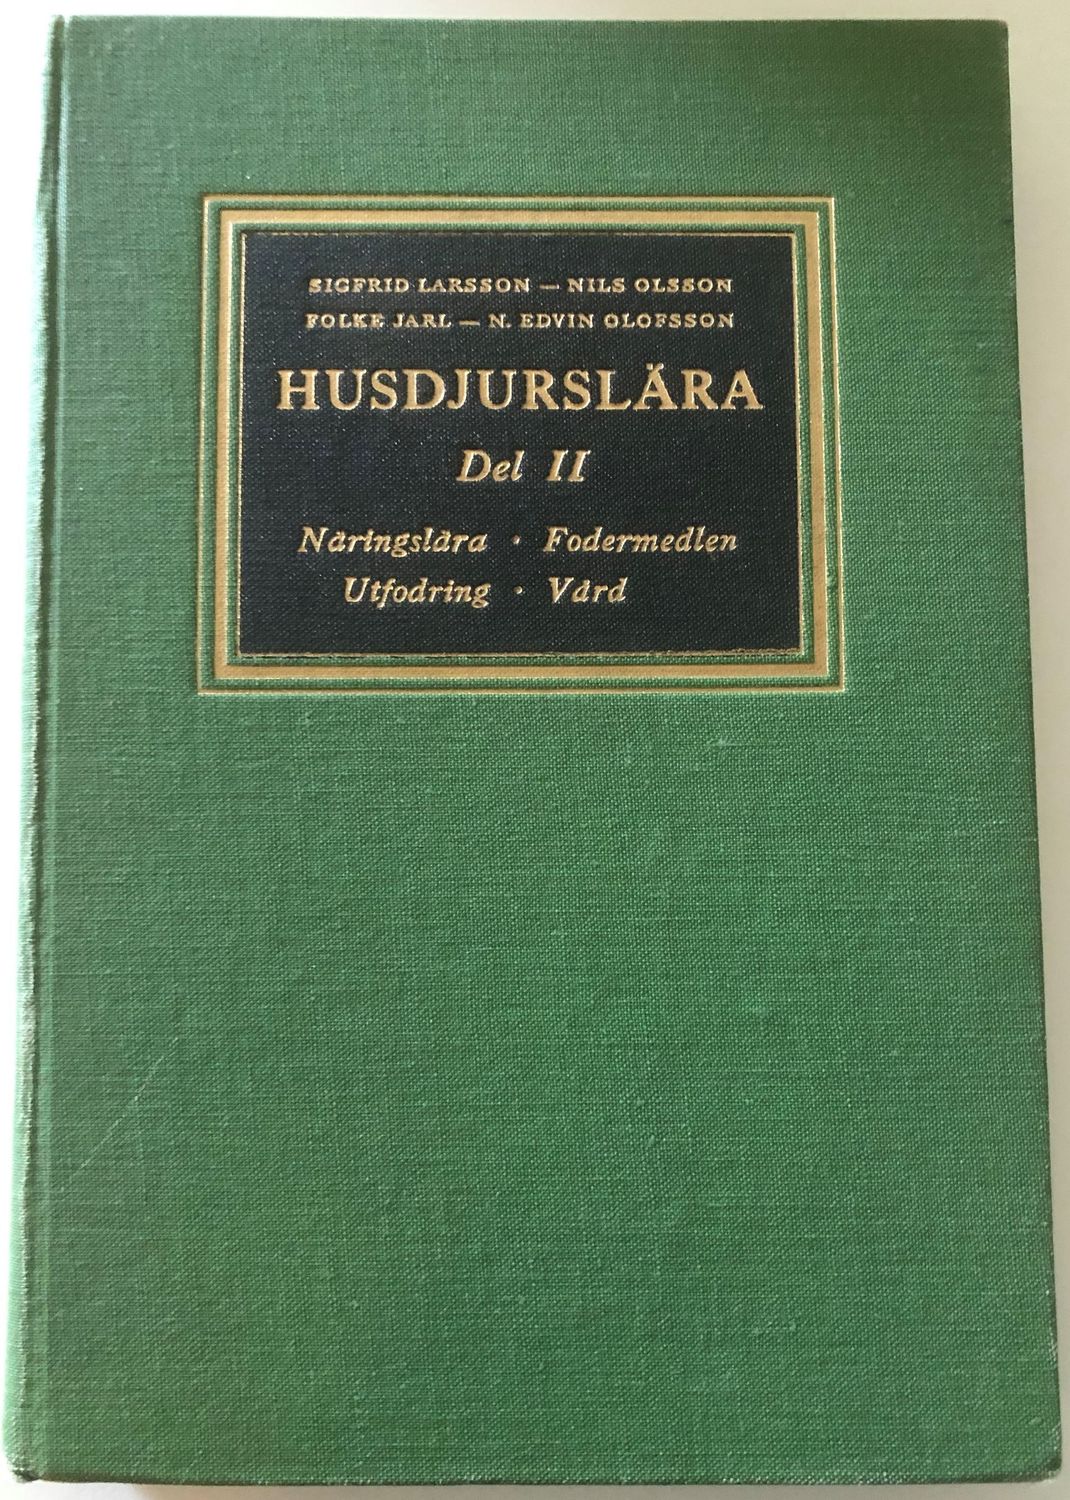 SIGFRID LARSSON — NILS OLSSON
FOLKE JARL — N. EDVIN OLOFSSON
HUSDJURSLÄRA
Del II
Näringslära · Fodermedlen
Utfodring · Vård